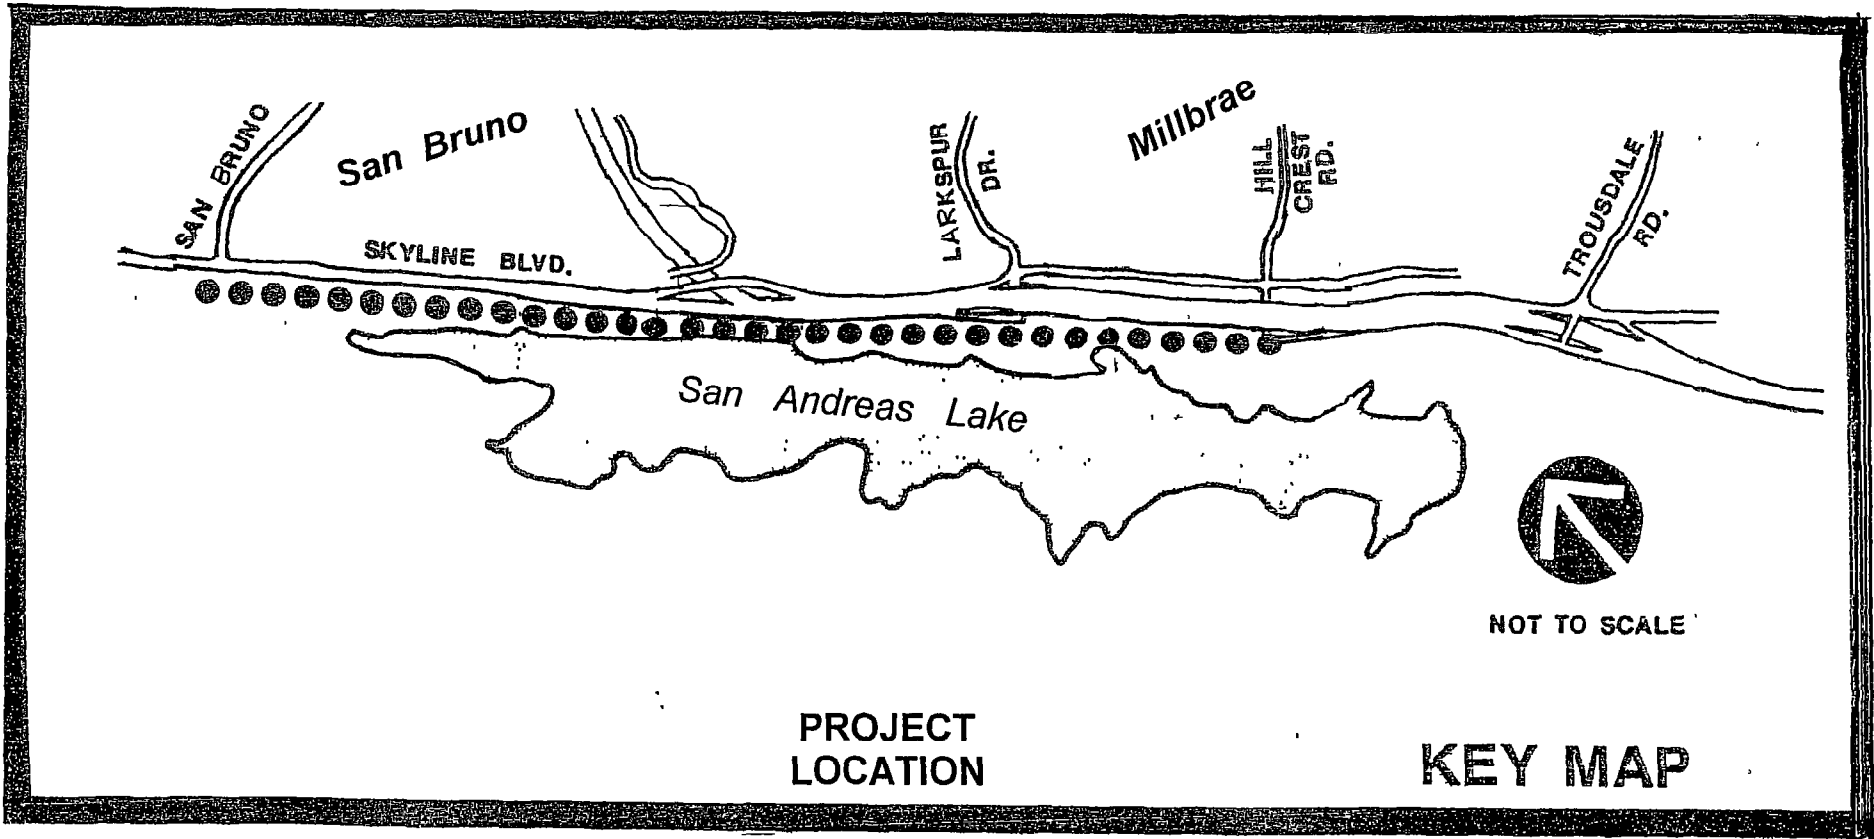 SAN BRUNO
San Bruno
SKYLINE BLVD.
LARKSPUR
DR.
Millbrae
HILL
CREST
RD.
TROUSDALE
RD.
San Andreas Lake
NOT TO SCALE
PROJECT
LOCATION
KEY MAP